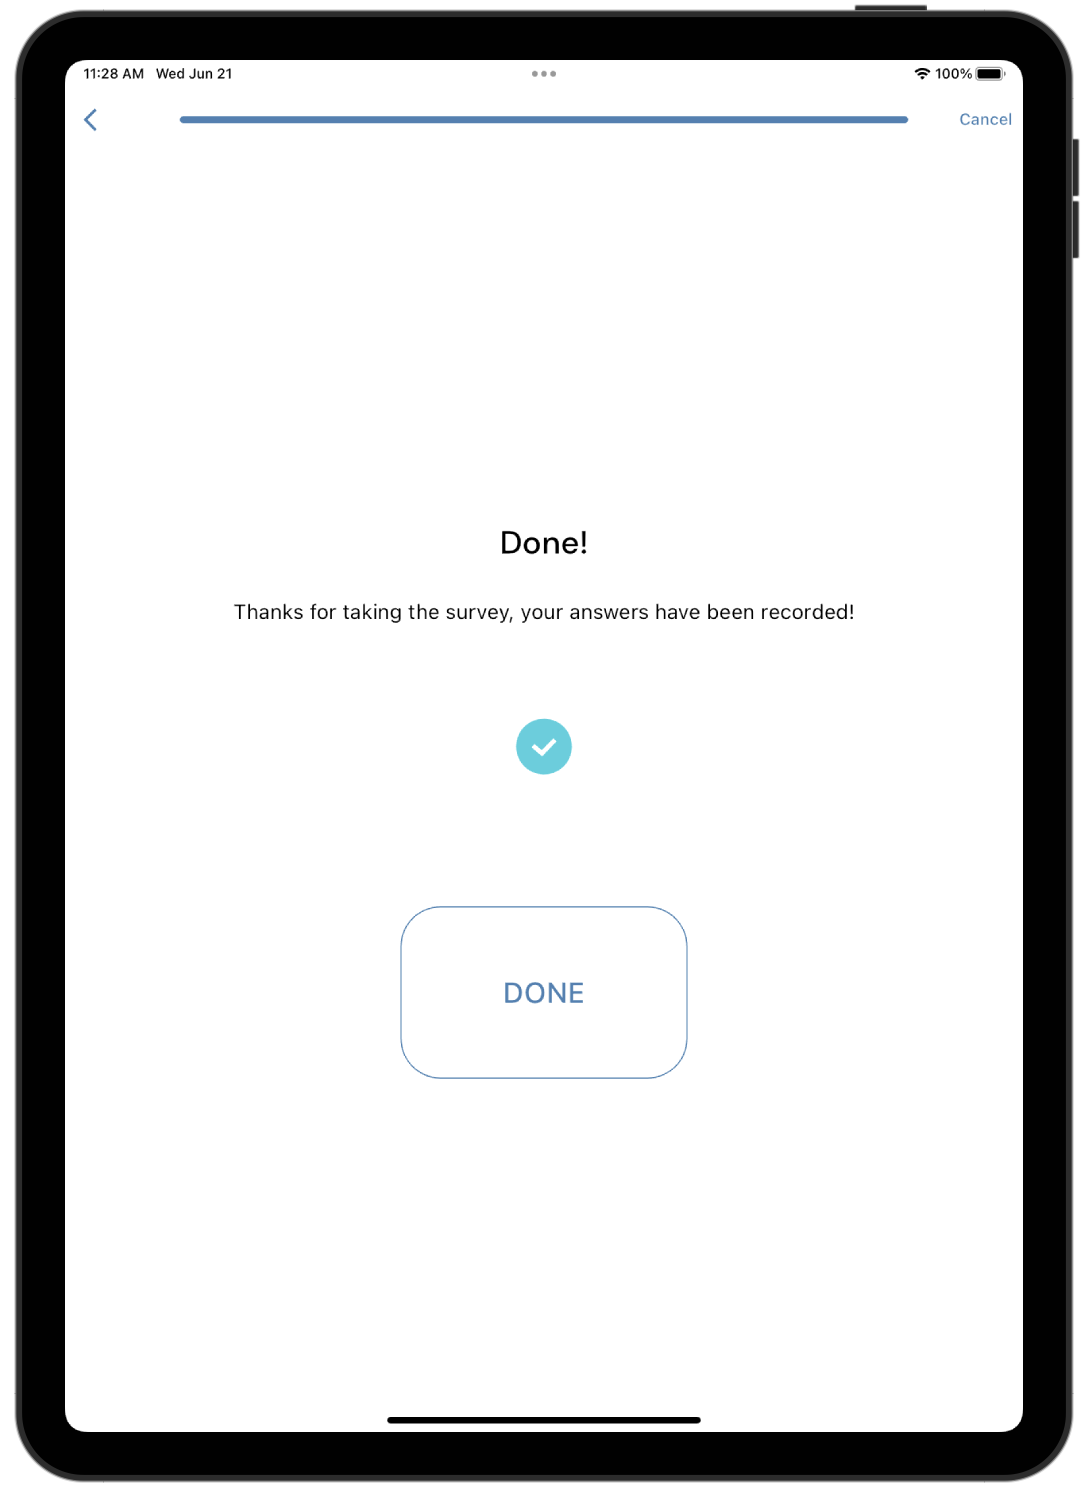 11:28 AM Wed Jun 21
100%
Cancel
Done!
Thanks for taking the survey, your answers have been recorded!
DONE